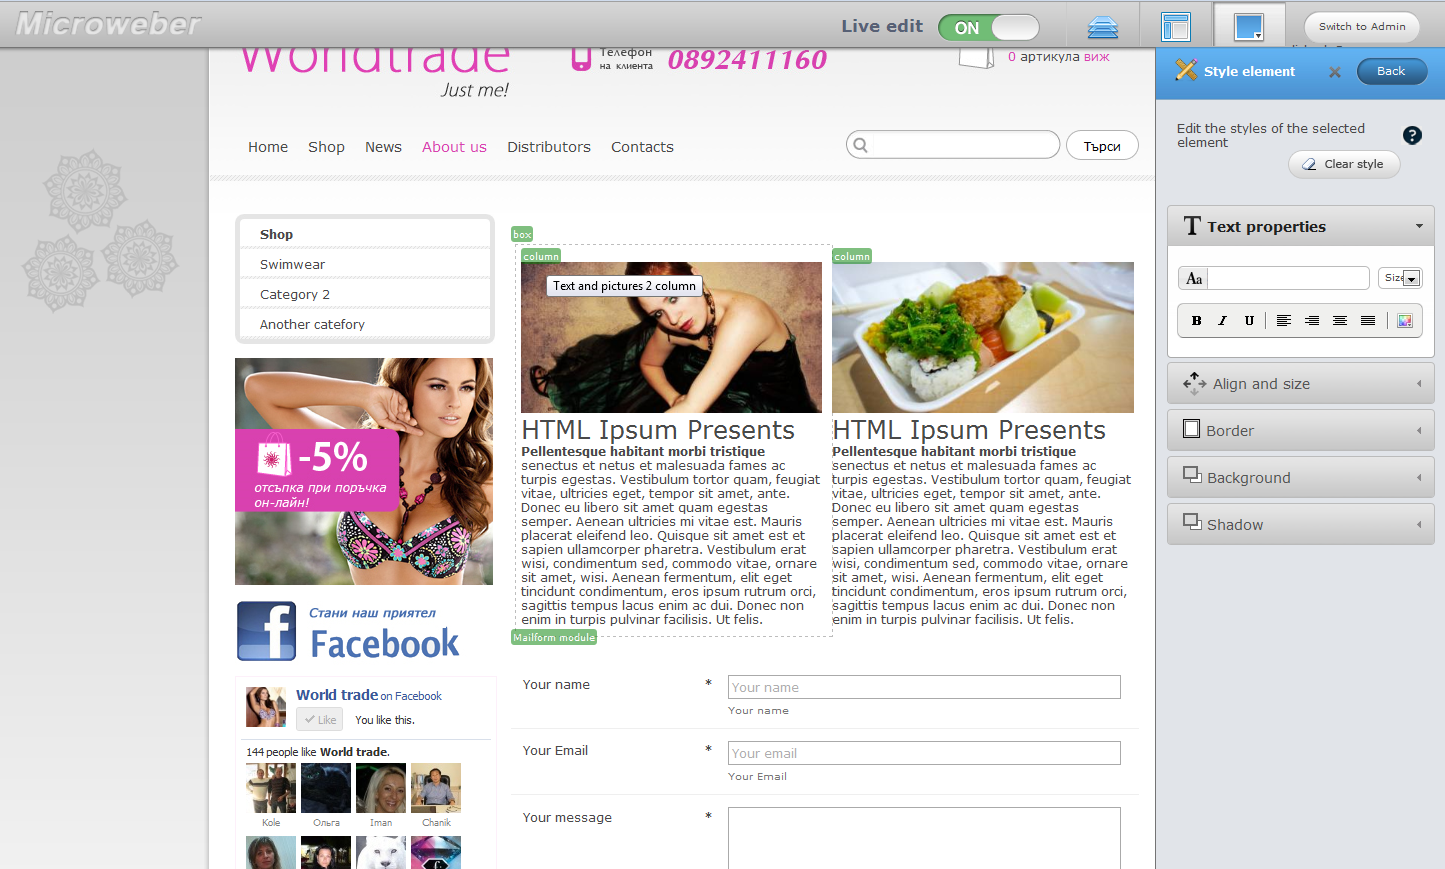 Microweber
Live edit
ON
Switch to Admin
Worldtrade
Just me!
Телефон
на клиента
0892411160
0 артикула виж
Home
Shop
News
About us
Distributors
Contacts
Търси
Style element
Back
Edit the styles of the selected
element
?
Clear style
Text properties
Aa
Size
B I U
Align and size
Border
Background
Shadow
Shop
Swimwear
Category 2
Another catefory
-5%
отсъпка при поръчка
он-лайн!
Стани наш приятел
Facebook
World trade on Facebook
Like
You like this.
144 people like World trade.
Kole
Ольга
Iman
Chanik
box
column
Text and pictures 2 column
HTML Ipsum Presents
Pellentesque habitant morbi tristique
senectus et netus et malesuada fames ac
turpis egestas. Vestibulum tortor quam, feugiat
vitae, ultricies eget, tempor sit amet, ante.
Donec eu libero sit amet quam egestas
semper. Aenean ultricies mi vitae est. Mauris
placerat eleifend leo. Quisque sit amet est et
sapien ullamcorper pharetra. Vestibulum erat
wisi, condimentum sed, commodo vitae, ornare
sit amet, wisi. Aenean fermentum, elit eget
tincidunt condimentum, eros ipsum rutrum orci,
sagittis tempus lacus enim ac dui. Donec non
enim in turpis pulvinar facilisis. Ut felis.
column
HTML Ipsum Presents
Pellentesque habitant morbi tristique
senectus et netus et malesuada fames ac
turpis egestas. Vestibulum tortor quam, feugiat
vitae, ultricies eget, tempor sit amet, ante.
Donec eu libero sit amet quam egestas
semper. Aenean ultricies mi vitae est. Mauris
placerat eleifend leo. Quisque sit amet est et
sapien ullamcorper pharetra. Vestibulum erat
wisi, condimentum sed, commodo vitae, ornare
sit amet, wisi. Aenean fermentum, elit eget
tincidunt condimentum, eros ipsum rutrum orci,
sagittis tempus lacus enim ac dui. Donec non
enim in turpis pulvinar facilisis. Ut felis.
Mailform module
Your name *
Your name
Your name
Your Email *
Your email
Your Email
Your message *